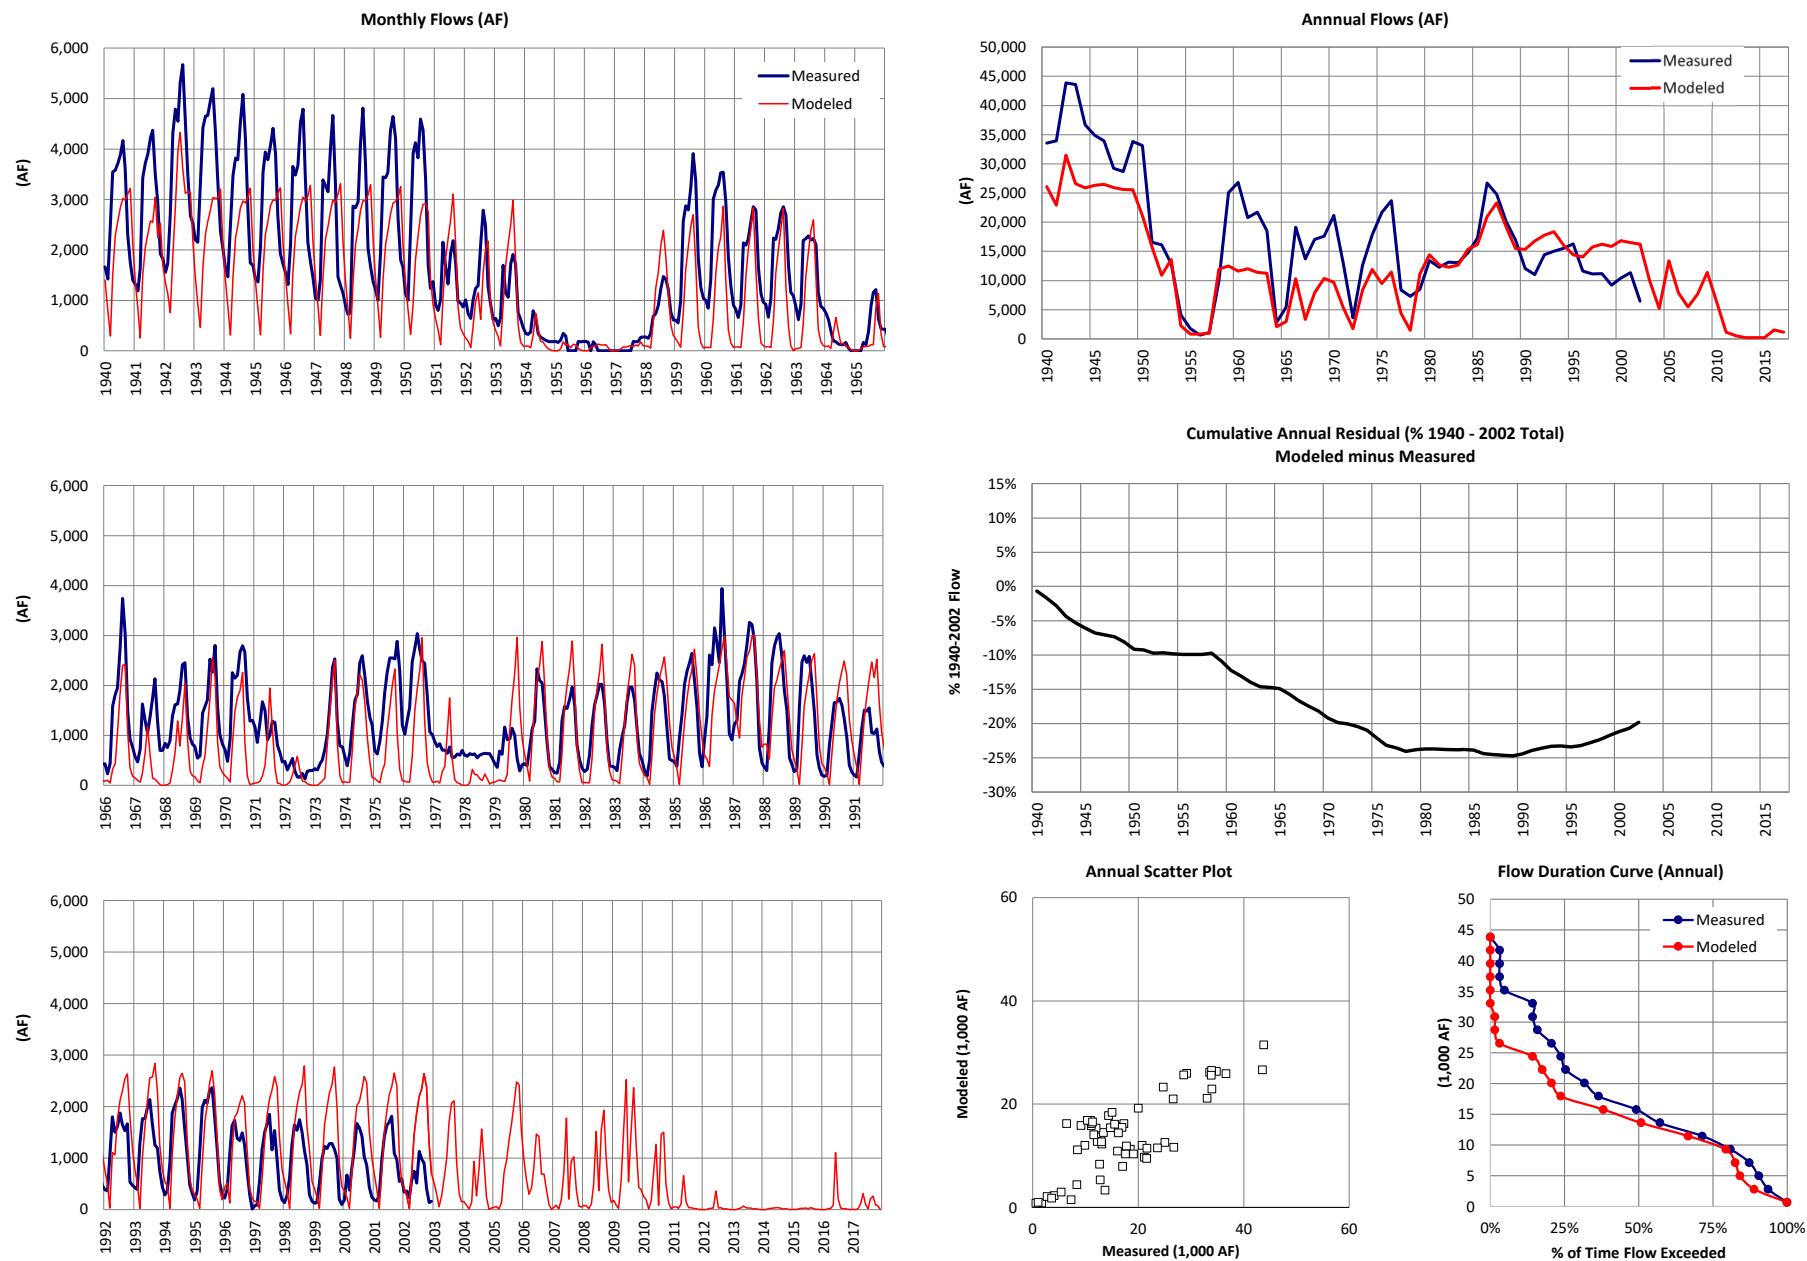 Monthly Flows (AF)
6,000
5,000
4,000
3,000
2,000
1,000
0
(AF)
Measured
Modeled
1940 1941 1942 1943 1944 1945 1946 1947 1948 1949 1950 1951 1952 1953 1954 1955 1956 1957 1958 1959 1960 1961 1962 1963 1964 1965
Annnual Flows (AF)
50,000
45,000
40,000
35,000
30,000
25,000
20,000
15,000
10,000
5,000
0
(AF)
Measured
Modeled
1940 1945 1950 1955 1960 1965 1970 1975 1980 1985 1990 1995 2000 2005 2010 2015
6,000
5,000
4,000
3,000
2,000
1,000
0
(AF)
1966 1967 1968 1969 1970 1971 1972 1973 1974 1975 1976 1977 1978 1979 1980 1981 1982 1983 1984 1985 1986 1987 1988 1989 1990 1991
Cumulative Annual Residual (% 1940 - 2002 Total)
Modeled minus Measured
15%
10%
5%
0%
-5%
-10%
-15%
-20%
-25%
-30%
% 1940-2002 Flow
1940 1945 1950 1955 1960 1965 1970 1975 1980 1985 1990 1995 2000 2005 2010 2015
6,000
5,000
4,000
3,000
2,000
1,000
0
(AF)
1992 1993 1994 1995 1996 1997 1998 1999 2000 2001 2002 2003 2004 2005 2006 2007 2008 2009 2010 2011 2012 2013 2014 2015 2016 2017
Annual Scatter Plot
60
40
20
0
Modeled (1,000 AF)
0 20 40 60
Measured (1,000 AF)
Flow Duration Curve (Annual)
50
45
40
35
30
25
20
15
10
5
0
(1,000 AF)
Measured
Modeled
0% 25% 50% 75% 100%
% of Time Flow Exceeded